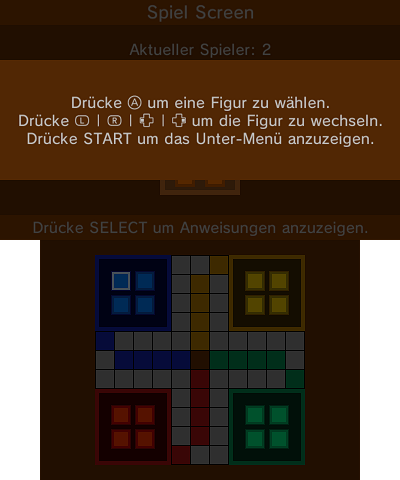 Spiel Screen
Aktueller Spieler: 2
Drücke Ⓐ um eine Figur zu wählen.
Drücke L | R | ✚ | ✚ um die Figur zu wechseln.
Drücke START um das Unter-Menü anzuzeigen.
Drücke SELECT um Anweisungen anzuzeigen.